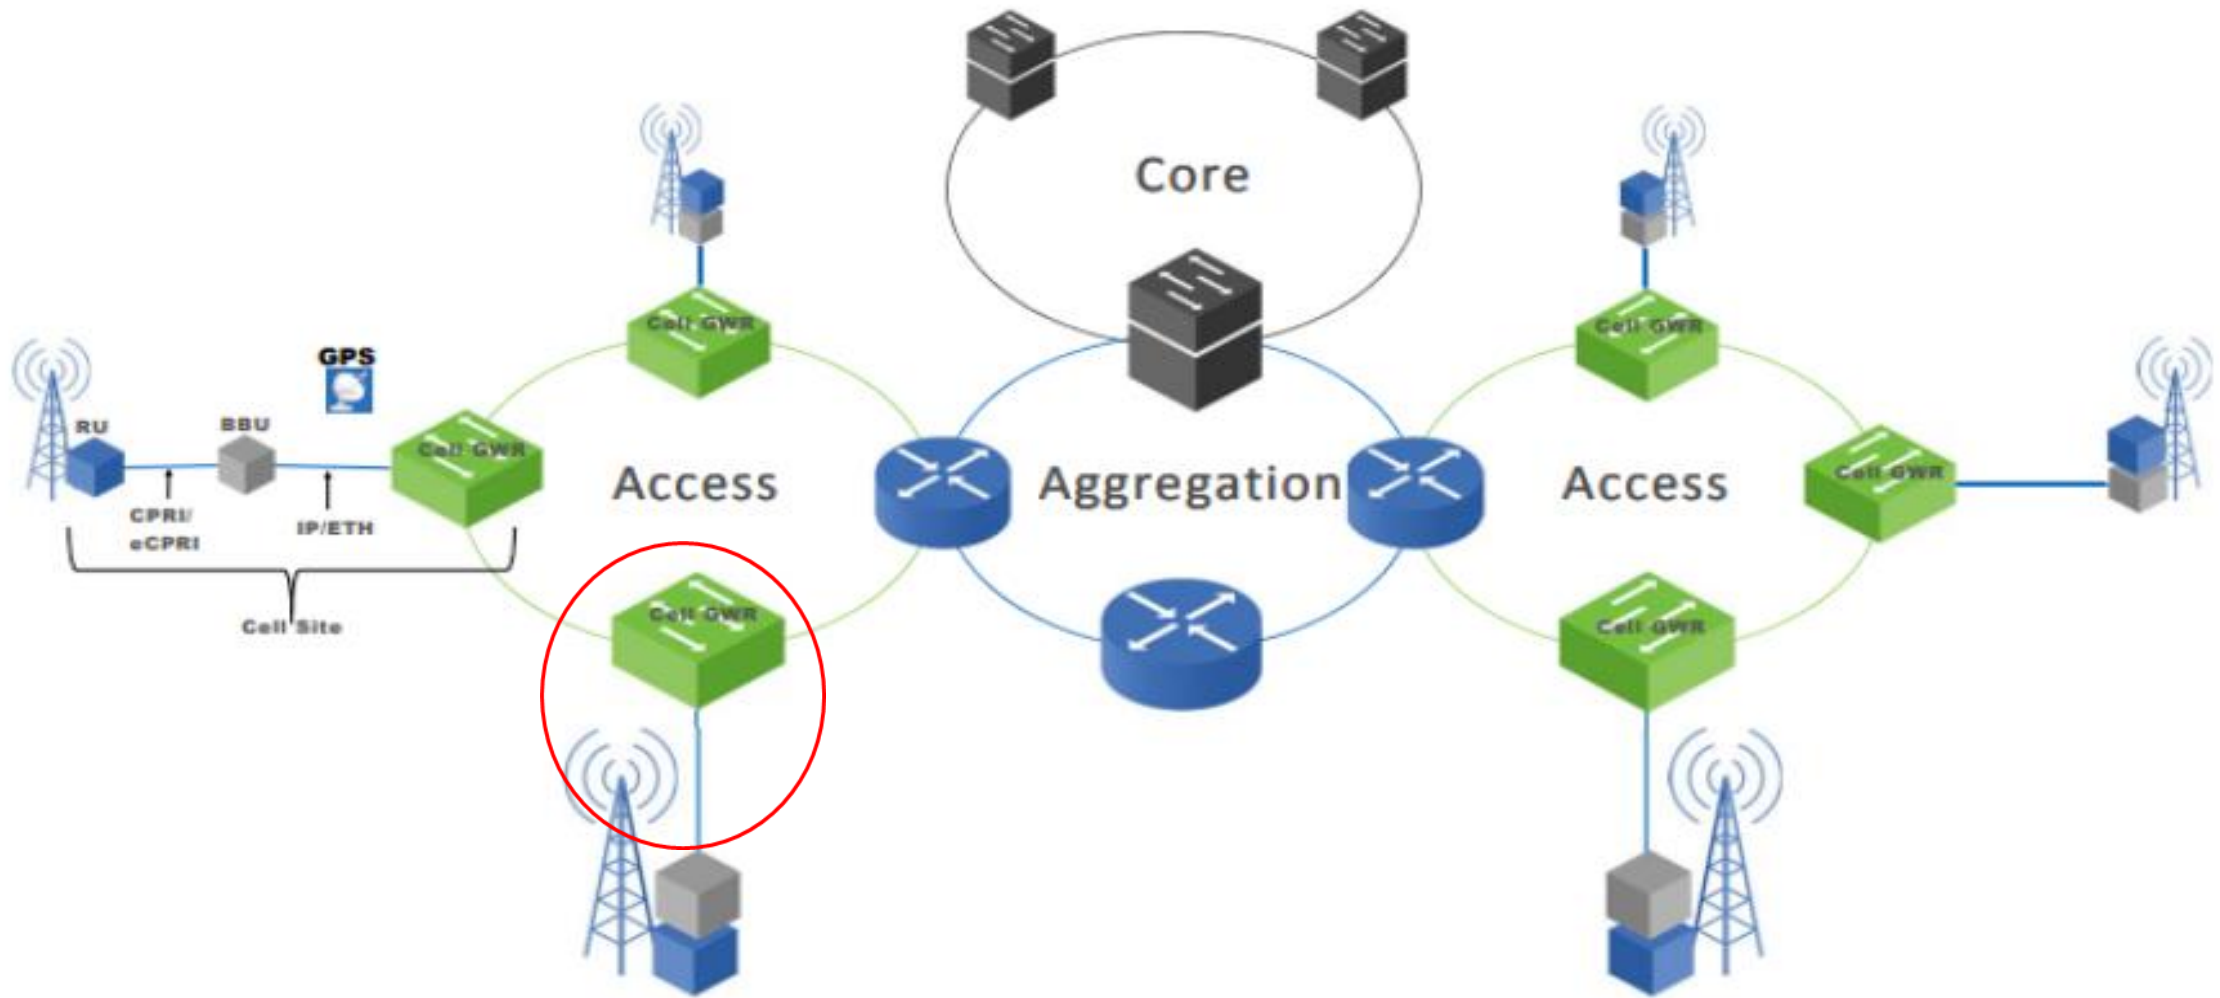 Core
Cell GWR
Cell GWR
GPS
RU
BBU
Cell GWR
Access
Aggregation
Access
Cell GWR
CPRI/
eCPRI
IP/ETH
Cell GWR
Cell GWR
Cell Site